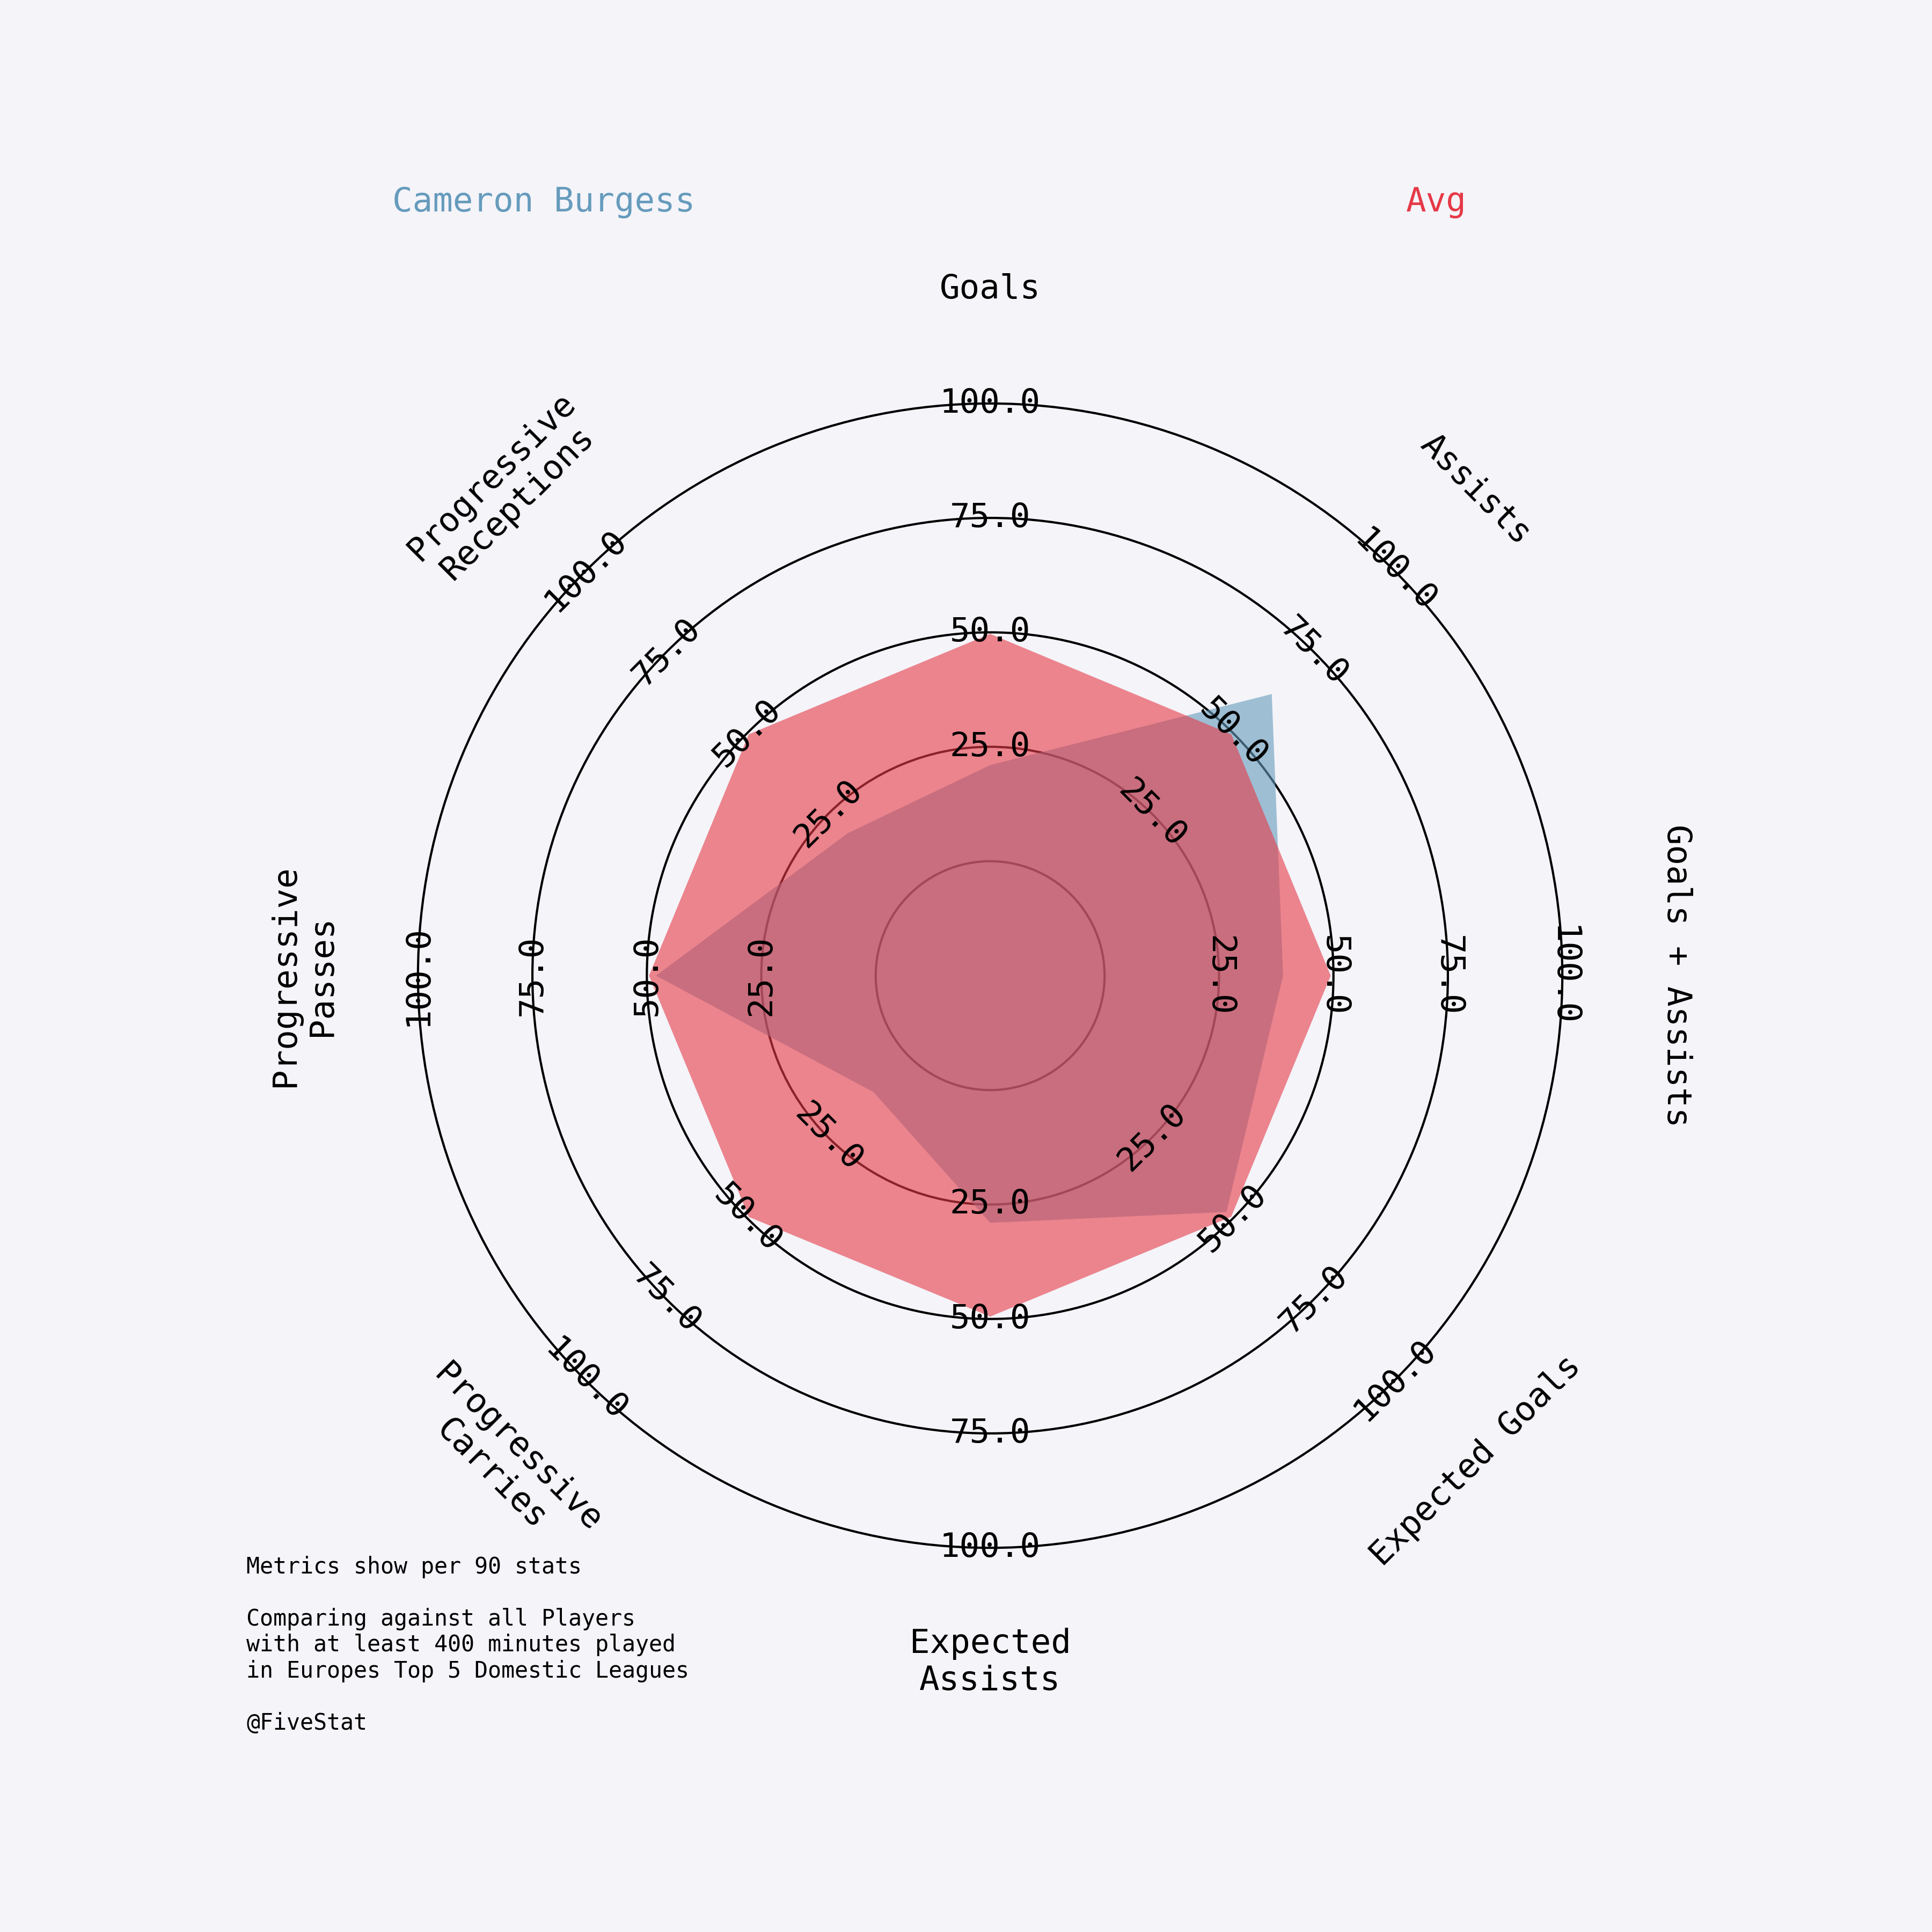 Cameron Burgess
Avg
Goals
Assists
Goals + Assists
Expected Goals
Expected
Assists
Progressive
Carries
Progressive
Passes
Progressive
Receptions
25.0
50.0
75.0
100.0
25.0
50.0
75.0
100.0
25.0
50.0
75.0
100.0
25.0
50.0
75.0
100.0
25.0
50.0
75.0
100.0
25.0
50.0
75.0
100.0
25.0
50.0
75.0
100.0
25.0
50.0
75.0
100.0
Metrics show per 90 stats
Comparing against all Players
with at least 400 minutes played
in Europes Top 5 Domestic Leagues
@FiveStat